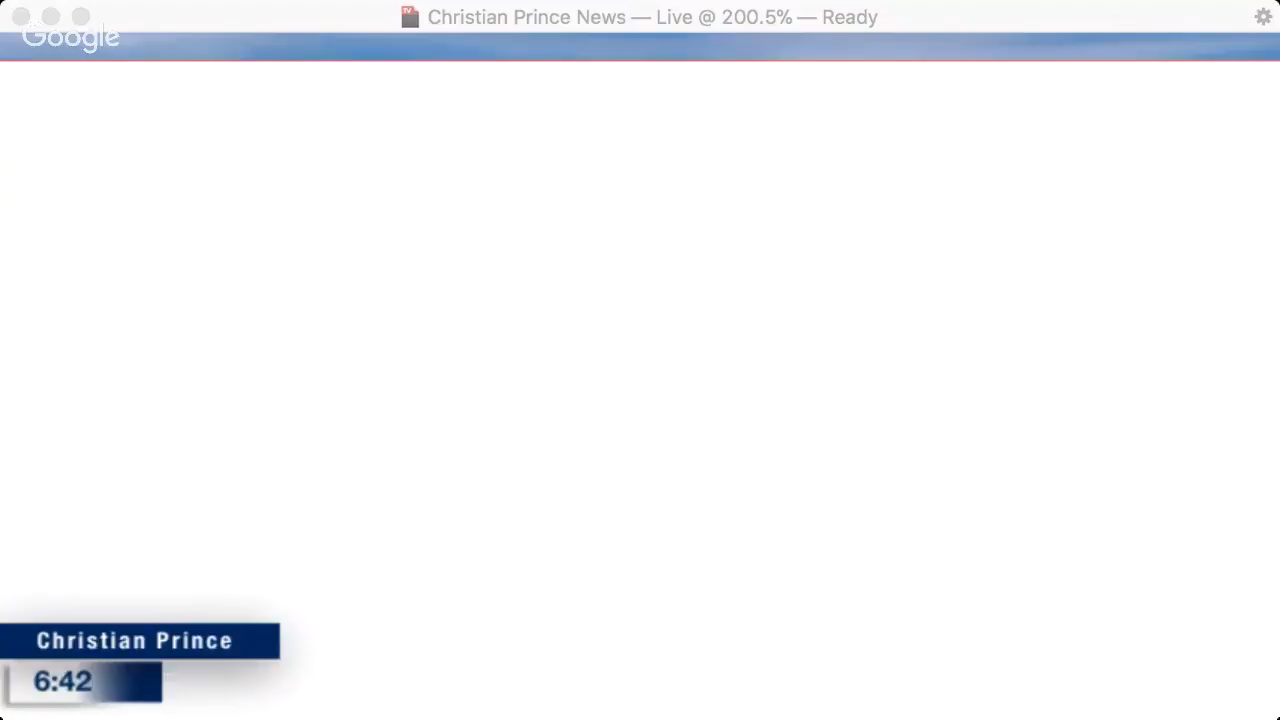 Christian Prince News — Live @ 200.5% — Ready
Google
Christian Prince
6:42